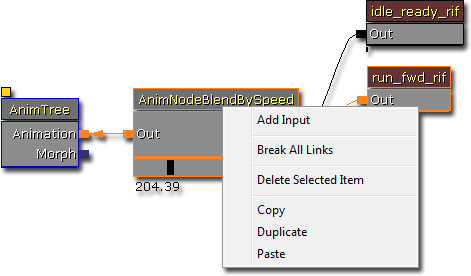 idle_ready_rif
Out
run_fwd_rif
Out
AnimNodeBlendBySpeed
Out
204.39
AnimTree
Animation
Morph
Add Input
Break All Links
Delete Selected Item
Copy
Duplicate
Paste